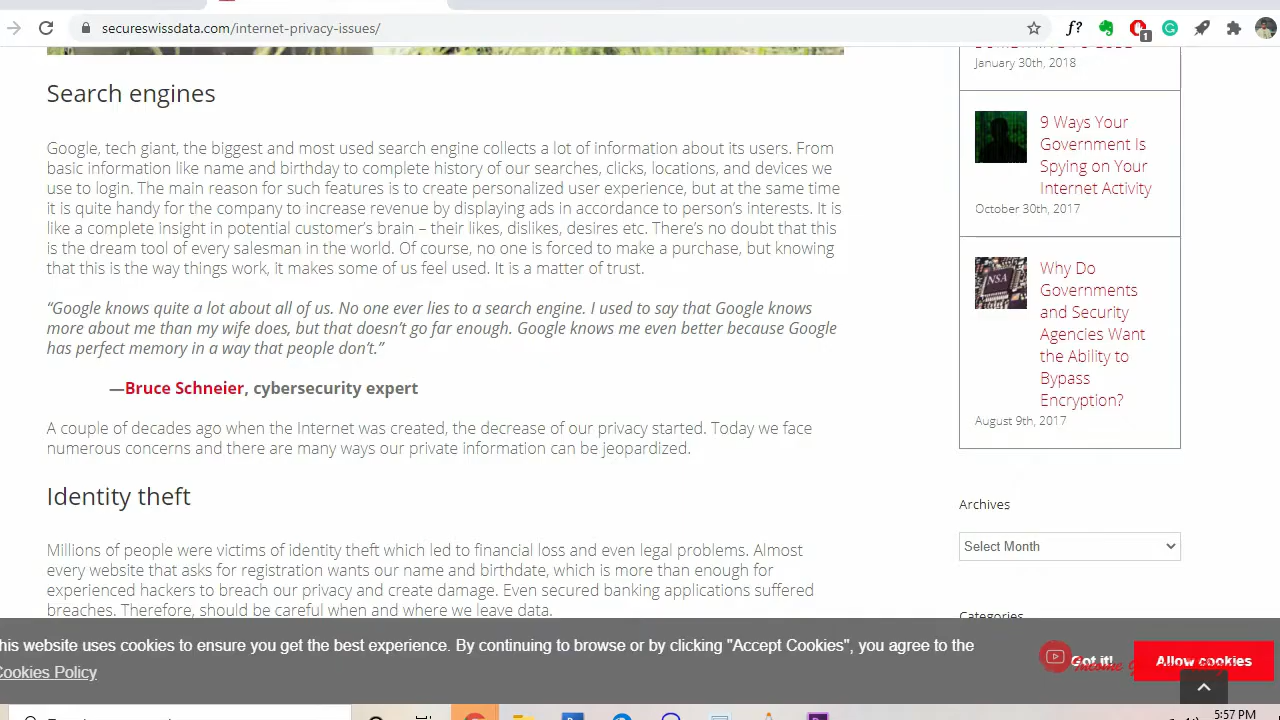 secureswissdata.com/internet-privacy-issues/
f?
1
Search engines
Google, tech giant, the biggest and most used search engine collects a lot of information about its users. From
basic information like name and birthday to complete history of our searches, clicks, locations, and devices we
use to login. The main reason for such features is to create personalized user experience, but at the same time
it is quite handy for the company to increase revenue by displaying ads in accordance to person's interests. It is
like a complete insight in potential customer's brain – their likes, dislikes, desires etc. There's no doubt that this
is the dream tool of every salesman in the world. Of course, no one is forced to make a purchase, but knowing
that this is the way things work, it makes some of us feel used. It is a matter of trust.
“Google knows quite a lot about all of us. No one ever lies to a search engine. I used to say that Google knows
more about me than my wife does, but that doesn't go far enough. Google knows me even better because Google
has perfect memory in a way that people don't.”
—Bruce Schneier, cybersecurity expert
A couple of decades ago when the Internet was created, the decrease of our privacy started. Today we face
numerous concerns and there are many ways our private information can be jeopardized.
Identity theft
Millions of people were victims of identity theft which led to financial loss and even legal problems. Almost
every website that asks for registration wants our name and birthdate, which is more than enough for
experienced hackers to breach our privacy and create damage. Even secured banking applications suffered
breaches. Therefore, should be careful when and where we leave data.
January 30th, 2018
9 Ways Your
Government Is
Spying on Your
Internet Activity
October 30th, 2017
NSA
Why Do
Governments
and Security
Agencies Want
the Ability to
Bypass
Encryption?
August 9th, 2017
Archives
Select Month
Categories
his website uses cookies to ensure you get the best experience. By continuing to browse or by clicking "Accept Cookies", you agree to the
Cookies Policy
Got it!
Allow cookies
Income
5:57 PM